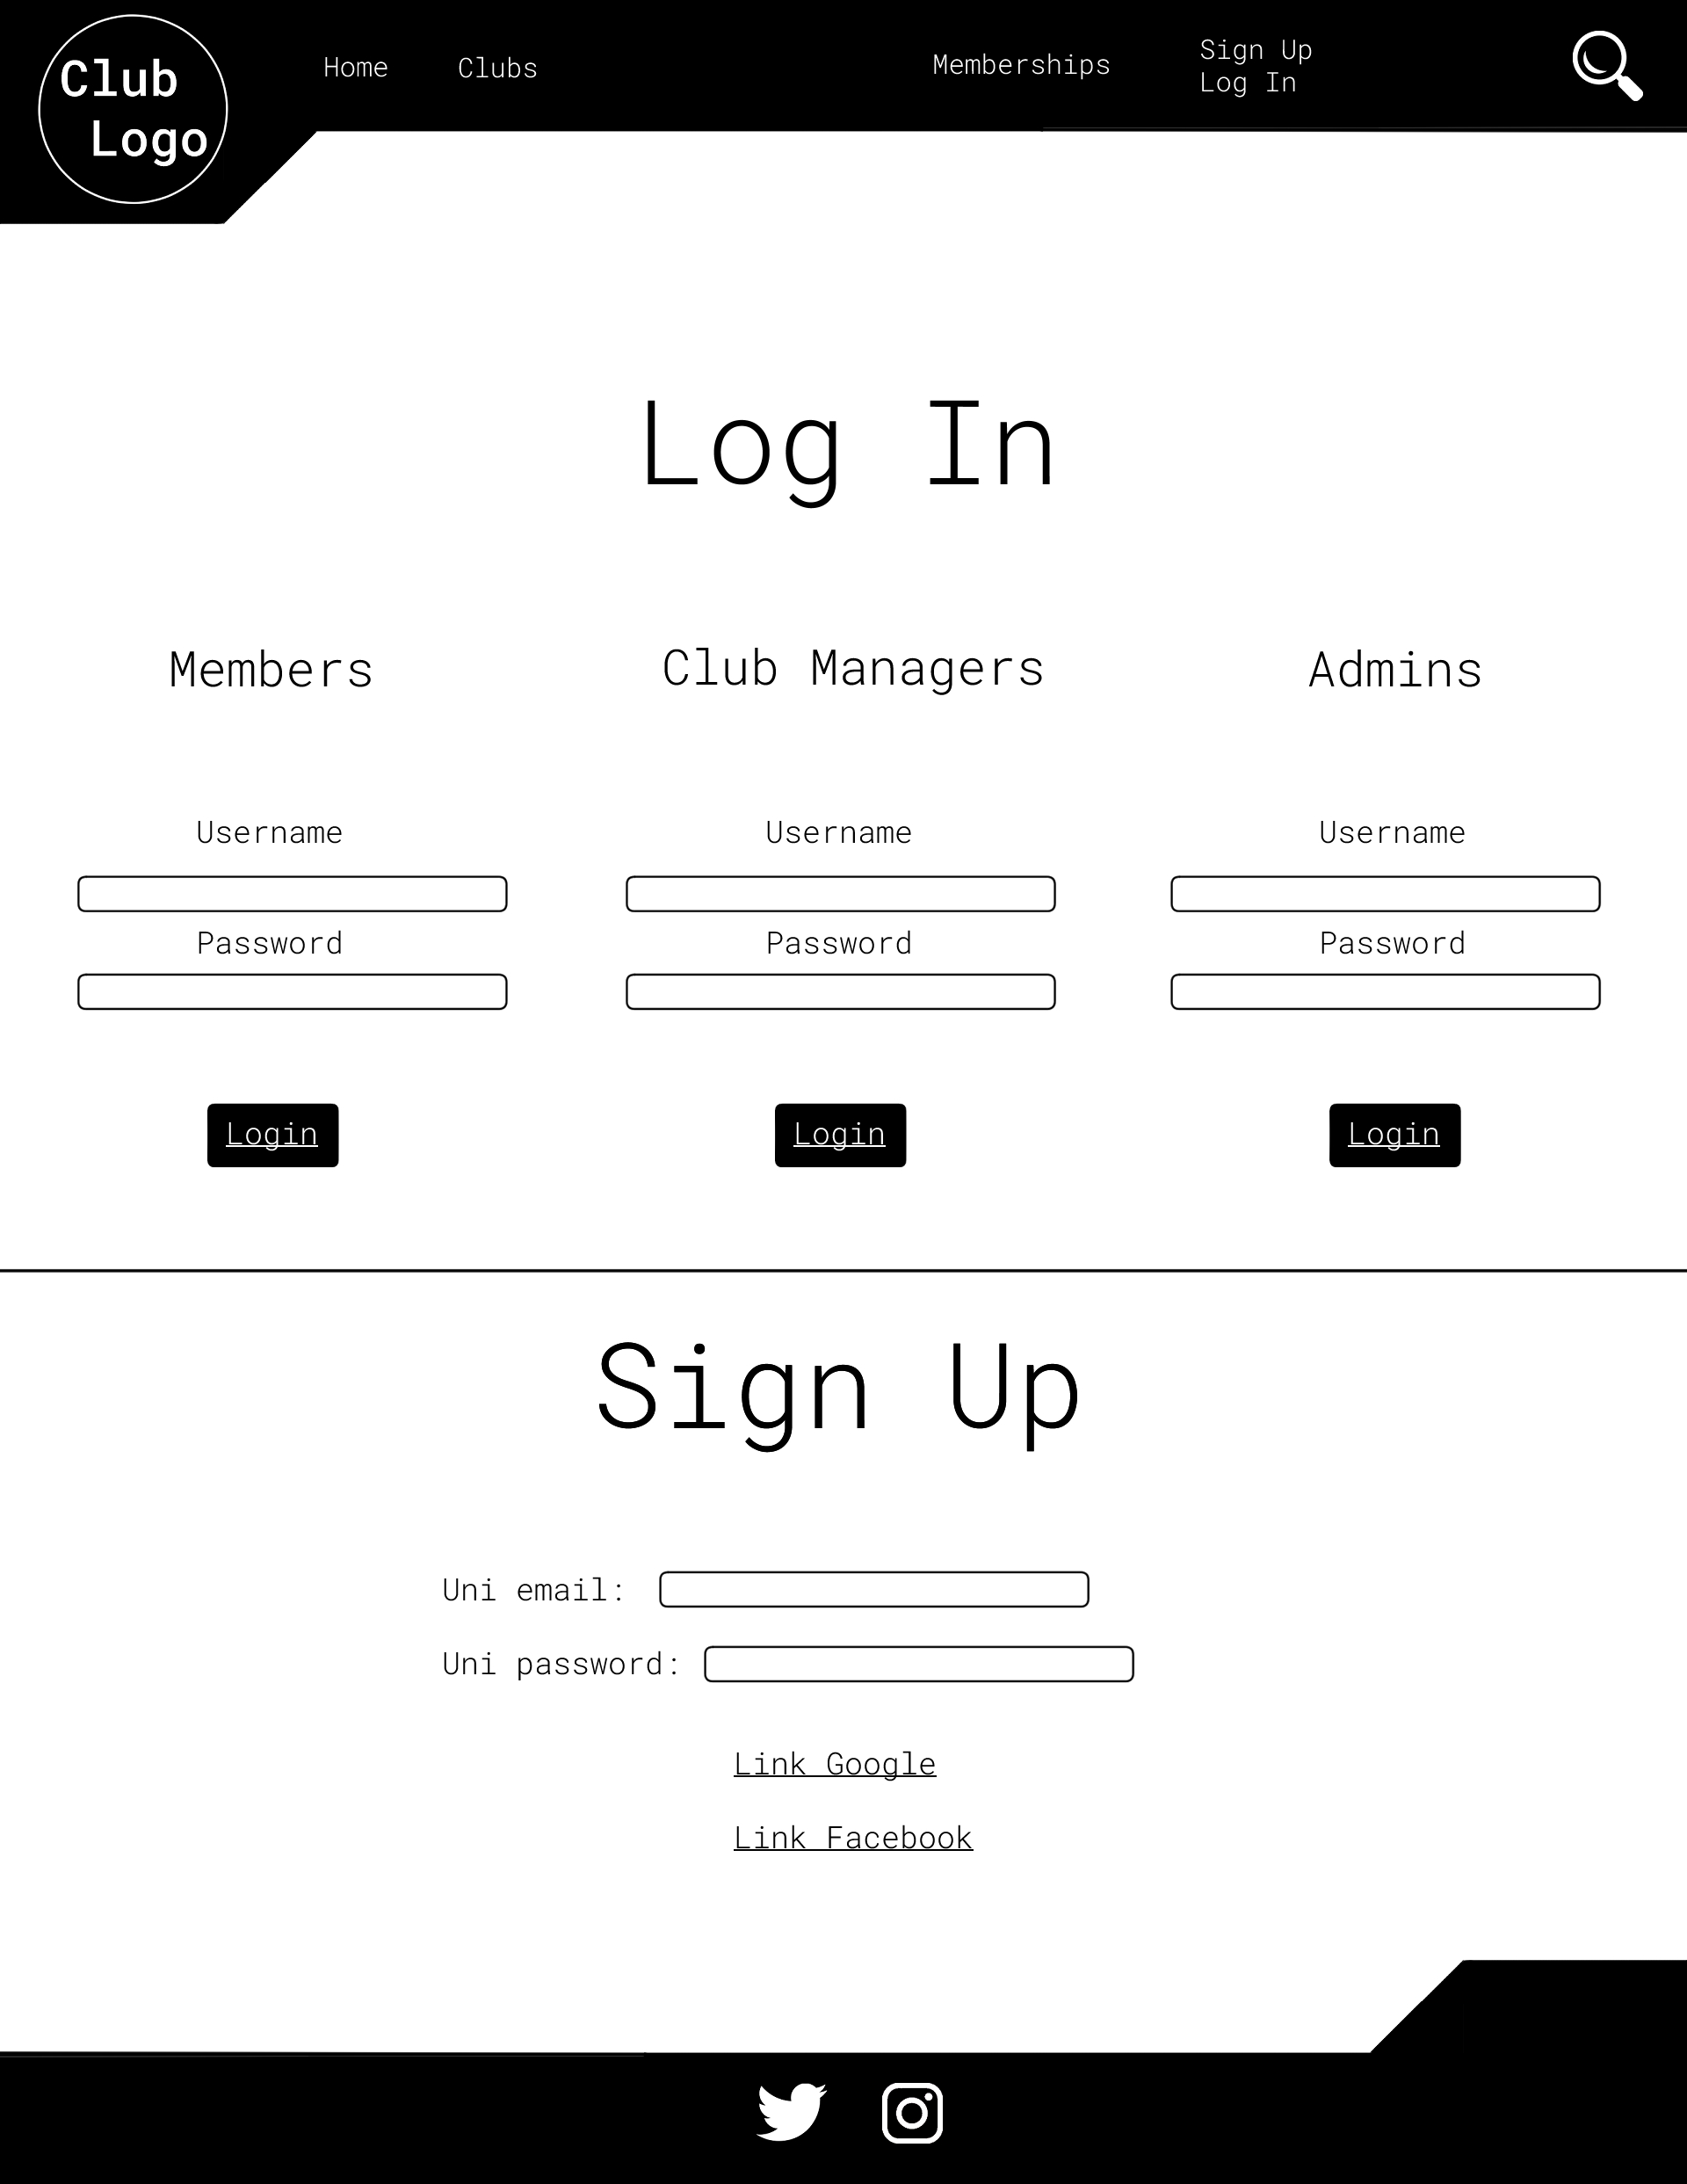 Club
Logo
Home
Clubs
Memberships
Sign Up
Log In
Log In
Members
Club Managers
Admins
Username
Username
Username
Password
Password
Password
Login
Login
Login
Sign Up
Uni email:
Uni password:
Link Google
Link Facebook